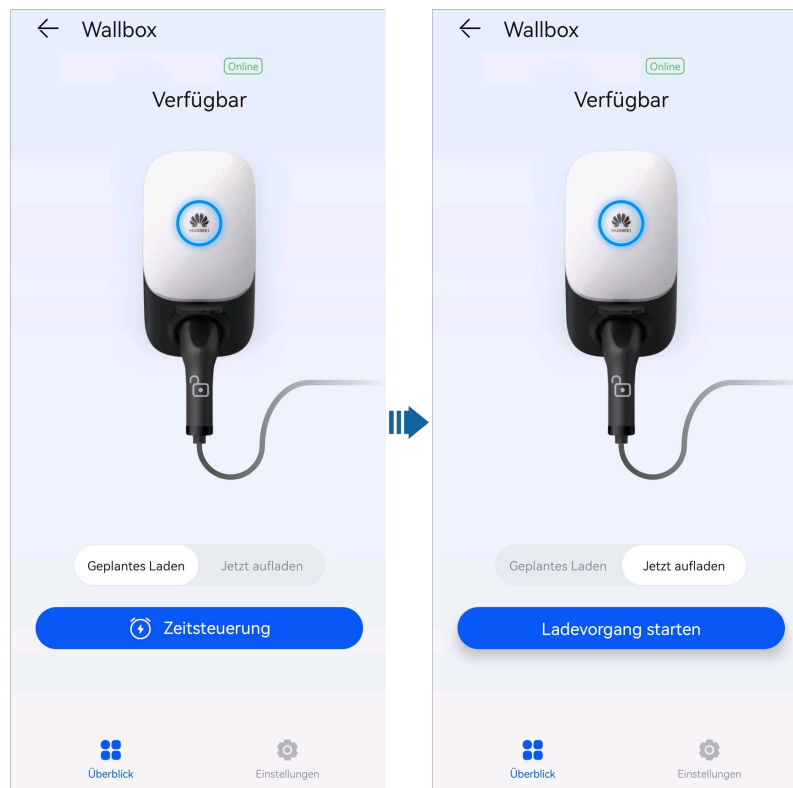 Wallbox
Online
Verfügbar
HUAWEI
Geplantes Laden
Jetzt aufladen
Zeitsteuerung
Überblick
Einstellungen
Wallbox
Online
Verfügbar
HUAWEI
Geplantes Laden
Jetzt aufladen
Ladevorgang starten
Überblick
Einstellungen